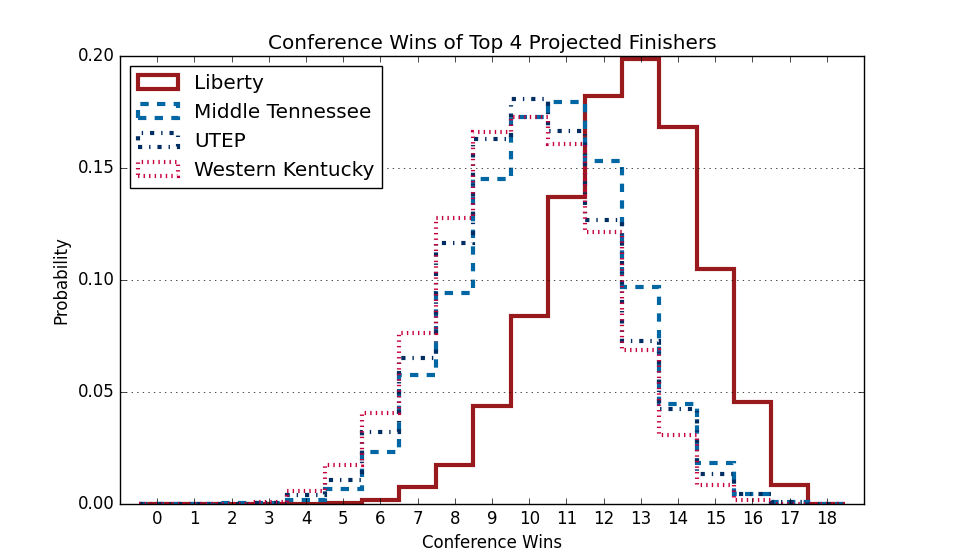 Conference Wins of Top 4 Projected Finishers
Liberty
Middle Tennessee
UTEP
Western Kentucky
0.20
0.15
0.10
0.05
0.00
Probability
0 1 2 3 4 5 6 7 8 9 10 11 12 13 14 15 16 17 18
Conference Wins